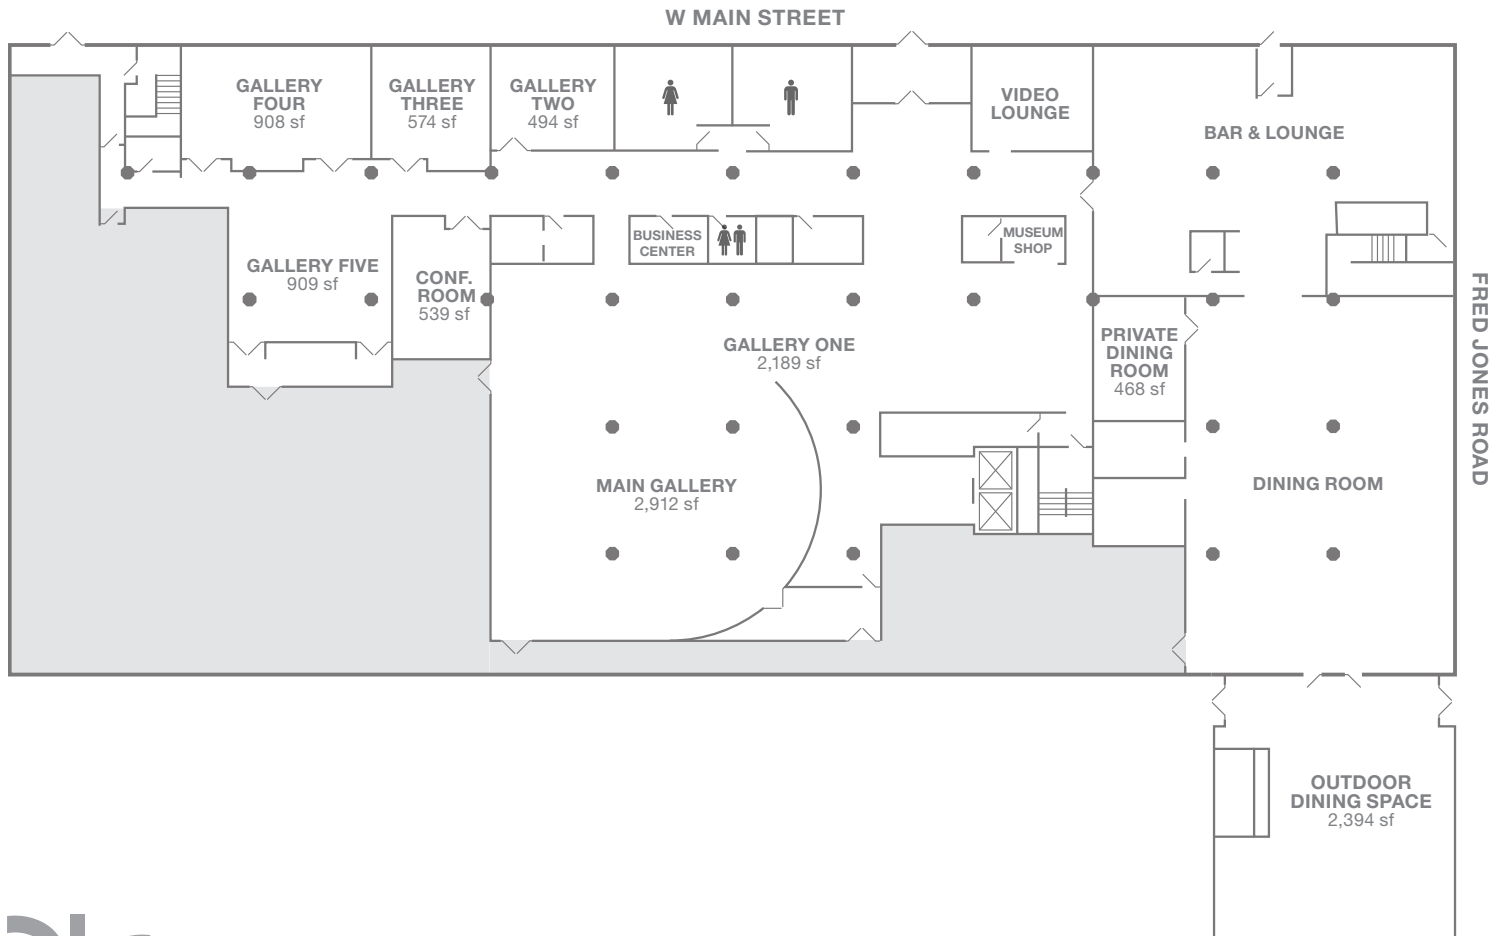 W MAIN STREET
GALLERY
FOUR
908 sf
GALLERY
THREE
574 sf
GALLERY
TWO
494 sf
VIDEO
LOUNGE
BAR & LOUNGE
BUSINESS
CENTER
MUSEUM
SHOP
GALLERY FIVE
909 sf
CONF.
ROOM
539 sf
GALLERY ONE
2,189 sf
PRIVATE
DINING
ROOM
468 sf
FRED JONES ROAD
MAIN GALLERY
2,912 sf
DINING ROOM
OUTDOOR
DINING SPACE
2,394 sf